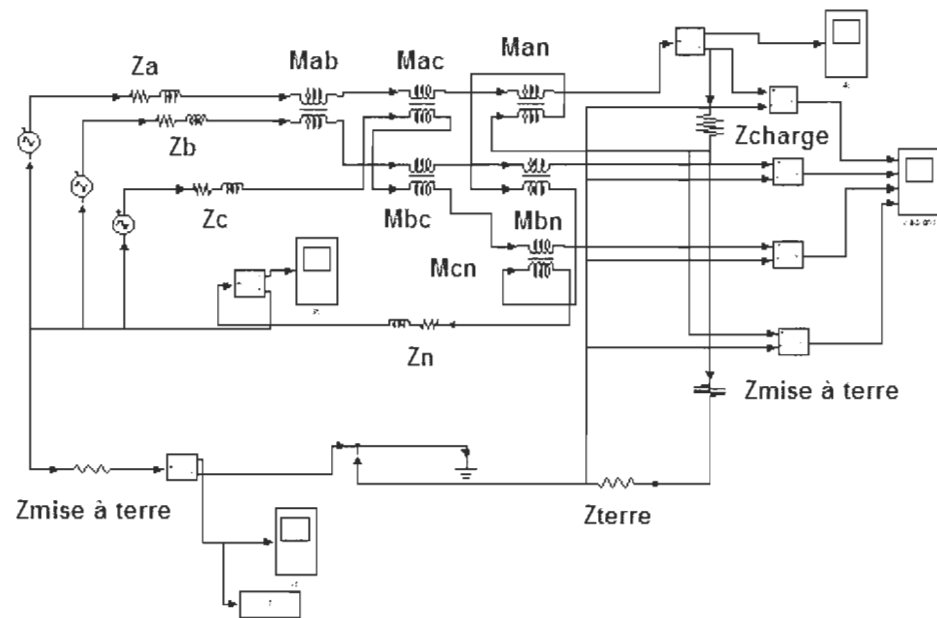 Za
Mab
Mac
Man
Zb
Zcharge
Zc
Mbc
Mbn
Mcn
Zn
Zmise à terre
Zmise à terre
Zterre